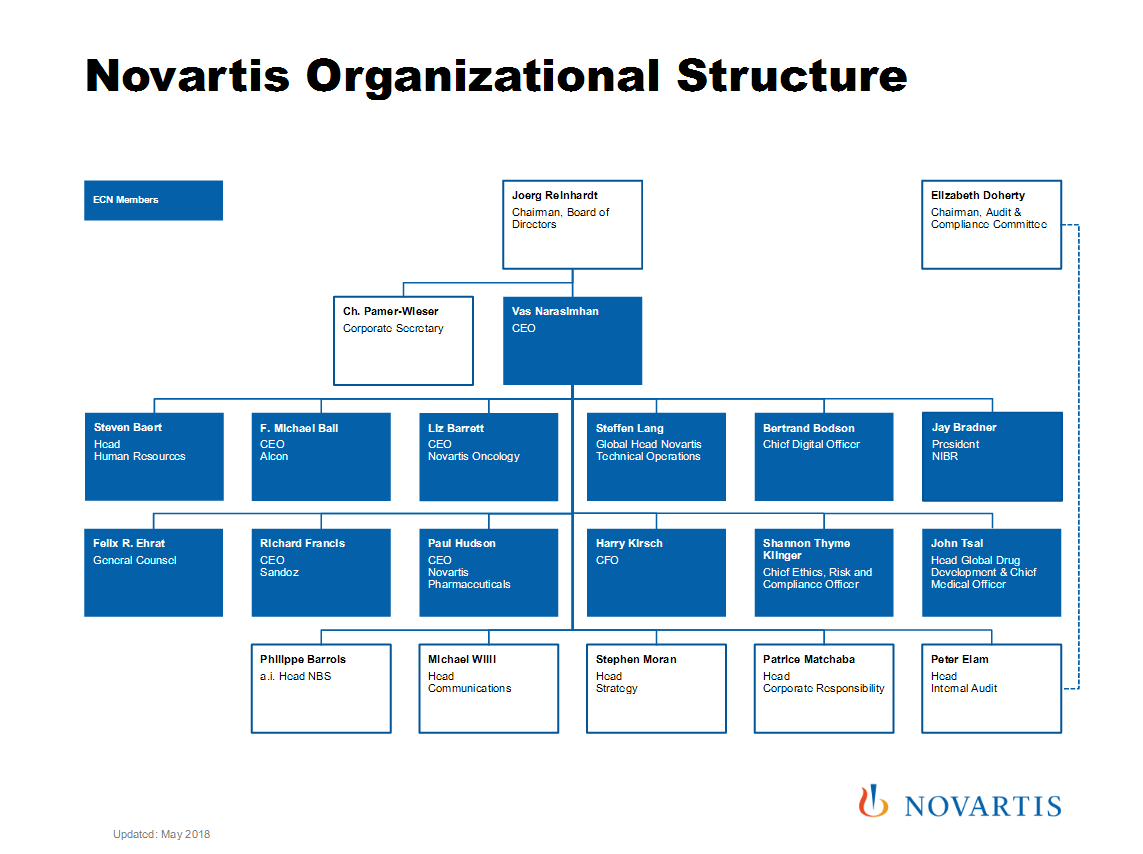 Novartis Organizational Structure
ECN Members
Joerg Reinhardt
Chairman, Board of
Directors
Elizabeth Doherty
Chairman, Audit &
Compliance Committee
Ch. Pamer-Wieser
Corporate Secretary
Vas Narasimhan
CEO
Steven Baert
Head
Human Resources
F. Michael Ball
CEO
Alcon
Liz Barrett
CEO
Novartis Oncology
Steffen Lang
Global Head Novartis
Technical Operations
Bertrand Bodson
Chief Digital Officer
Jay Bradner
President
NIBR
Felix R. Ehrat
General Counsel
Richard Francis
CEO
Sandoz
Paul Hudson
CEO
Novartis
Pharmaceuticals
Harry Kirsch
CFO
Shannon Thyme
Klinger
Chief Ethics, Risk and
Compliance Officer
John Tsai
Head Global Drug
Development & Chief
Medical Officer
Philippe Barrois
a.i. Head NBS
Michael Willi
Head
Communications
Stephen Moran
Head
Strategy
Patrice Matchaba
Head
Corporate Responsibility
Peter Elam
Head
Internal Audit
NOVARTIS
Updated: May 2018